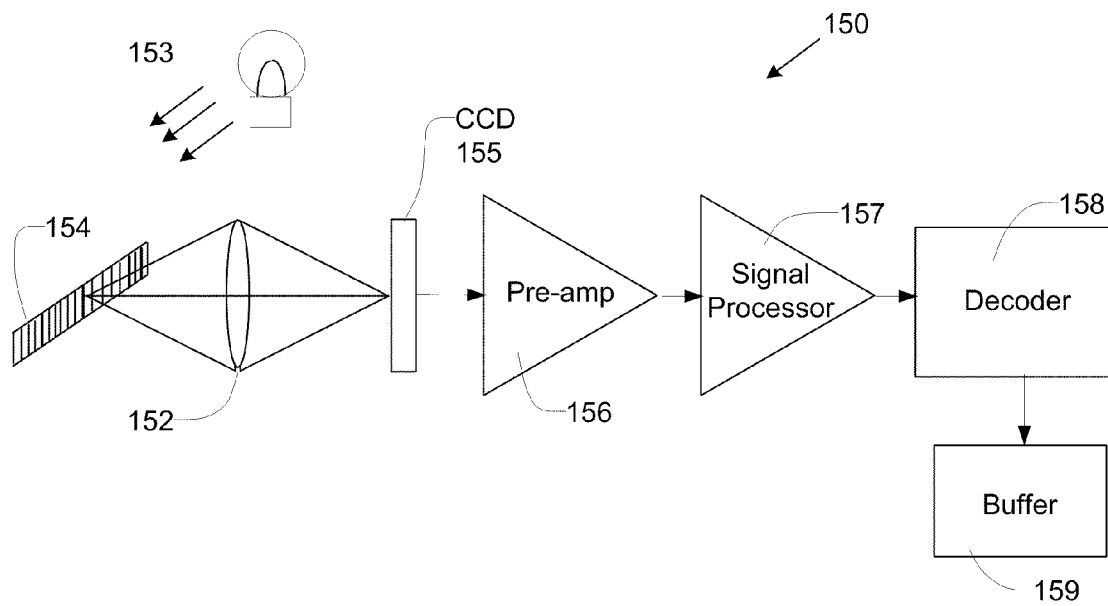 153
150
CCD
155
154
157
158
Pre-amp
Signal
Processor
Decoder
152
156
Buffer
159